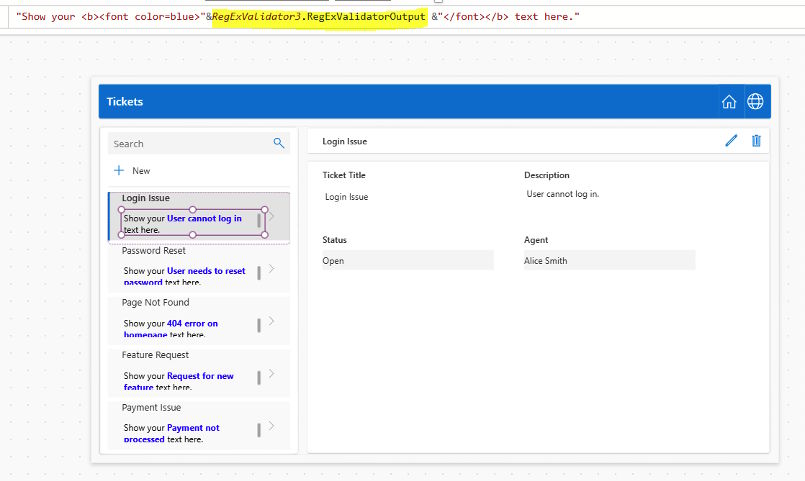 "Show your <b><font color=blue>"&RegExValidator3.RegExValidatorOutput &"</font></b> text here."
Tickets
Search
New
Login Issue
Show your User cannot log in
text here.
Password Reset
Show your User needs to reset
password text here.
Page Not Found
Show your 404 error on
homepage text here.
Feature Request
Show your Request for new
feature text here.
Payment Issue
Show your Payment not
processed text here.
Login Issue
Ticket Title
Login Issue
Description
User cannot log in.
Status
Open
Agent
Alice Smith